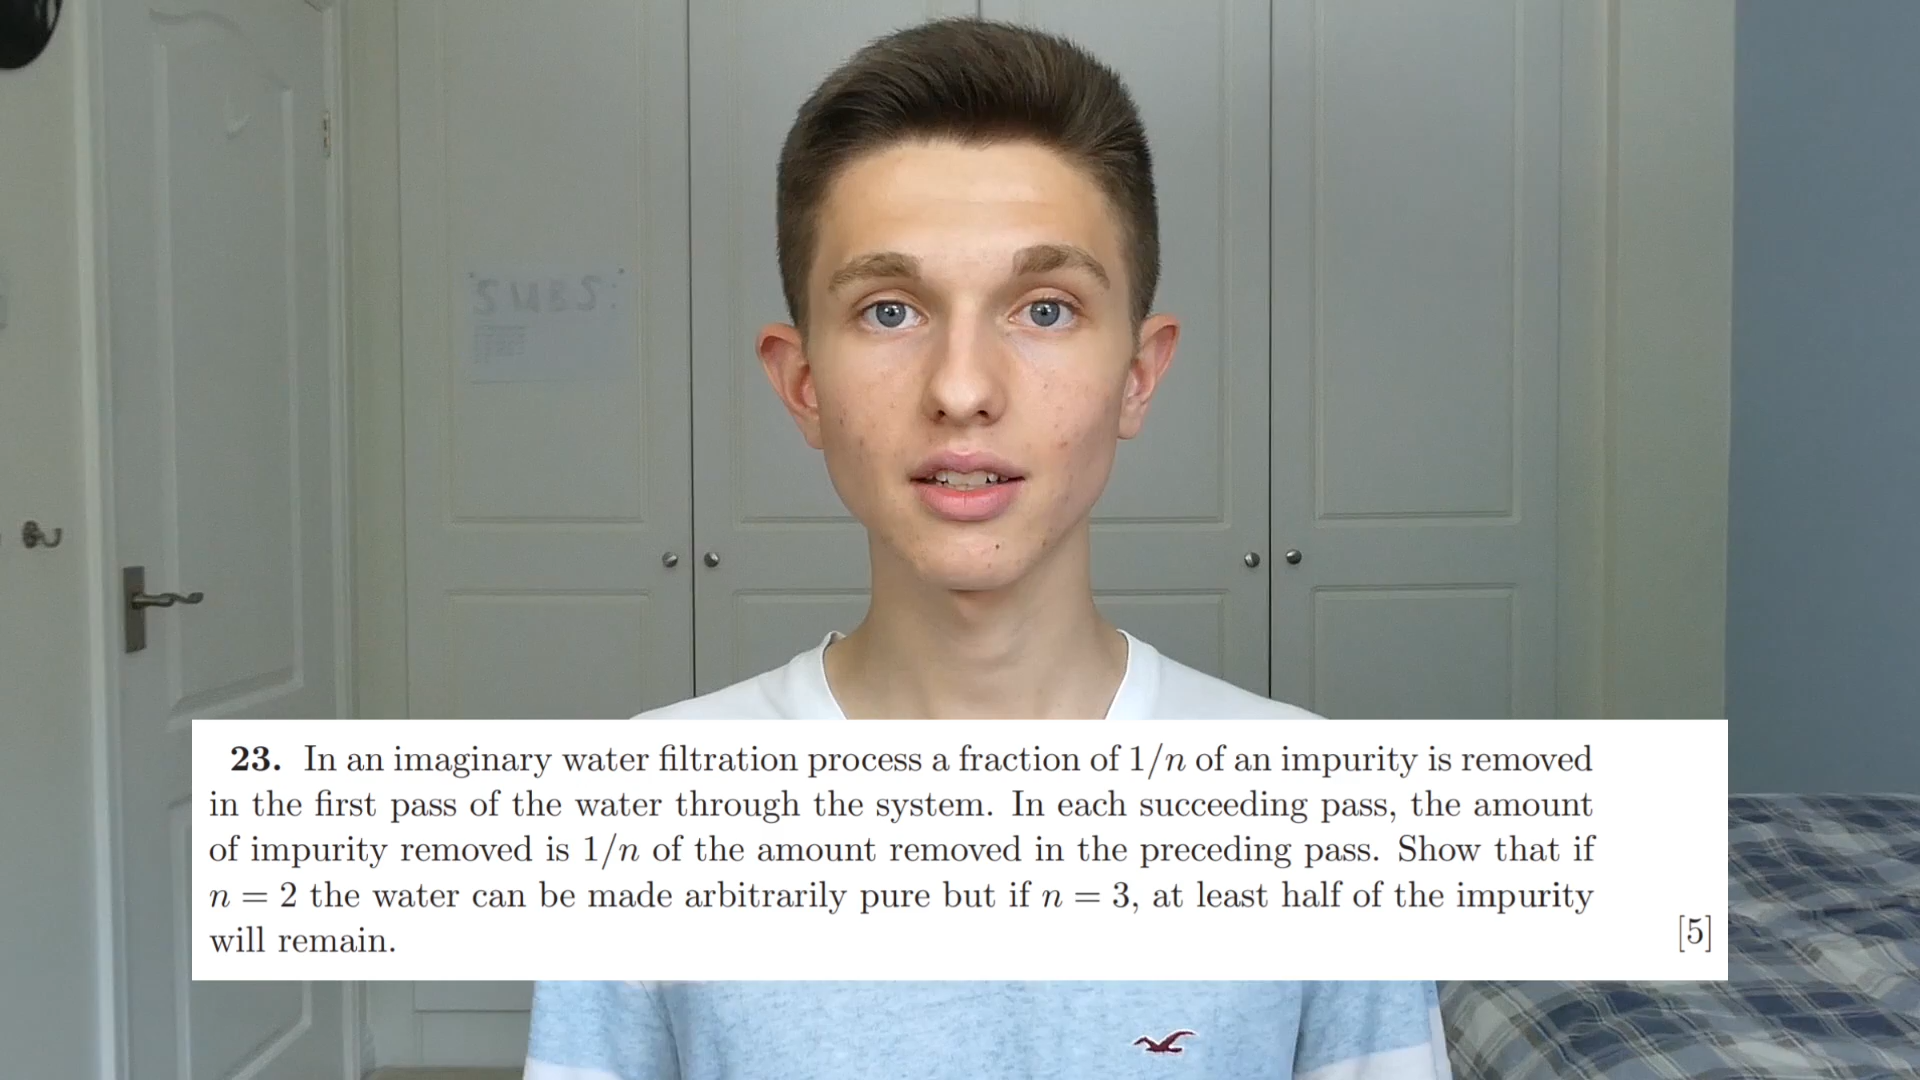 SUBS:
23. In an imaginary water filtration process a fraction of 1/n of an impurity is removed
in the first pass of the water through the system. In each succeeding pass, the amount
of impurity removed is 1/n of the amount removed in the preceding pass. Show that if
n = 2 the water can be made arbitrarily pure but if n = 3, at least half of the impurity
will remain.
[5]